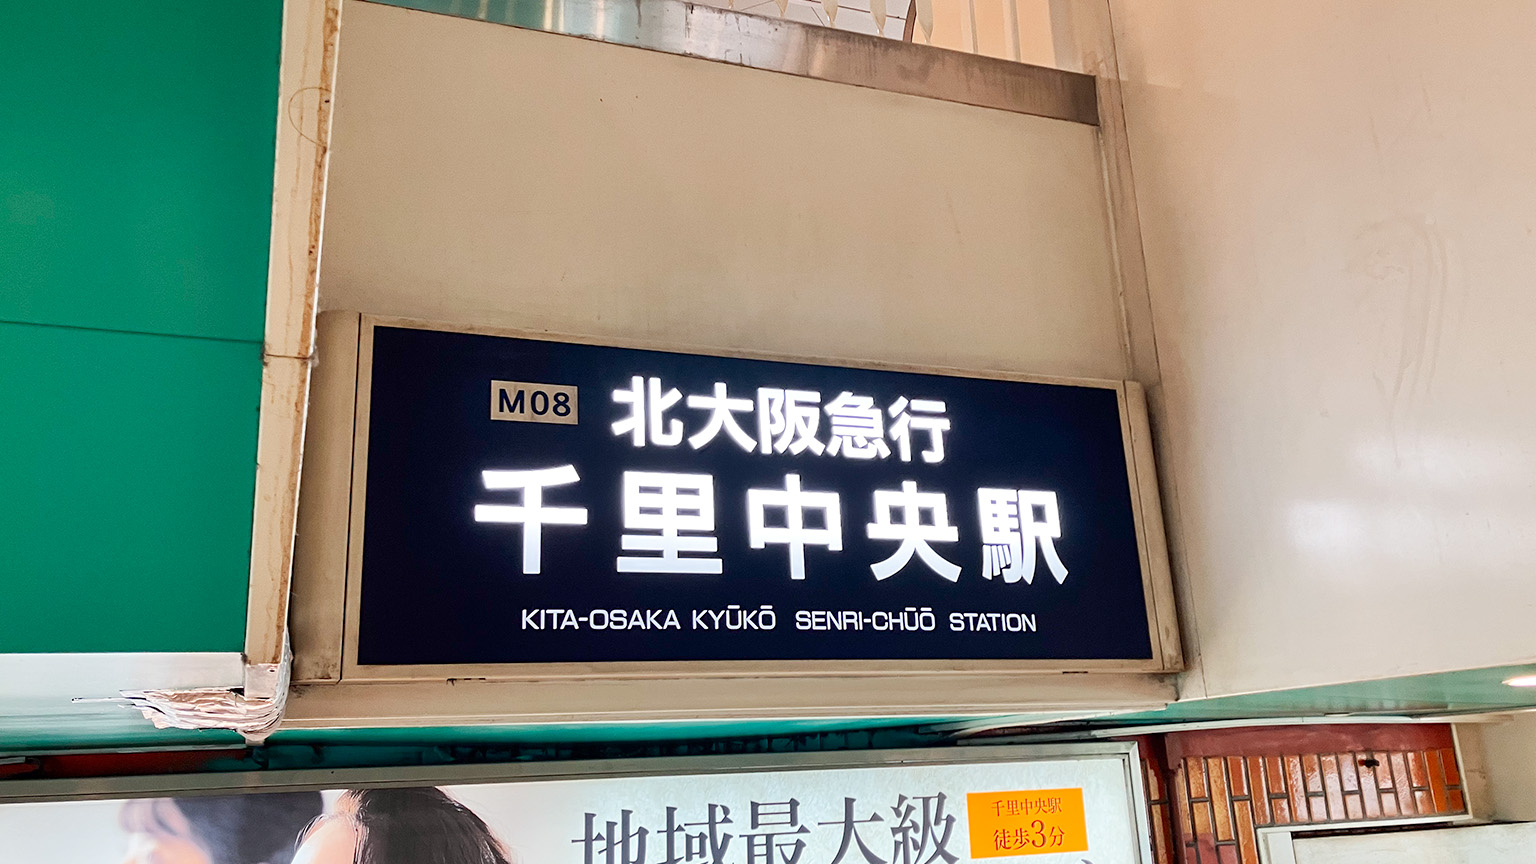 M08 北大阪急行
千里中央駅
KITA-OSAKA KYŪKŌ SENRI-CHŪŌ STATION
地域最大級
千里中央駅
徒歩3分